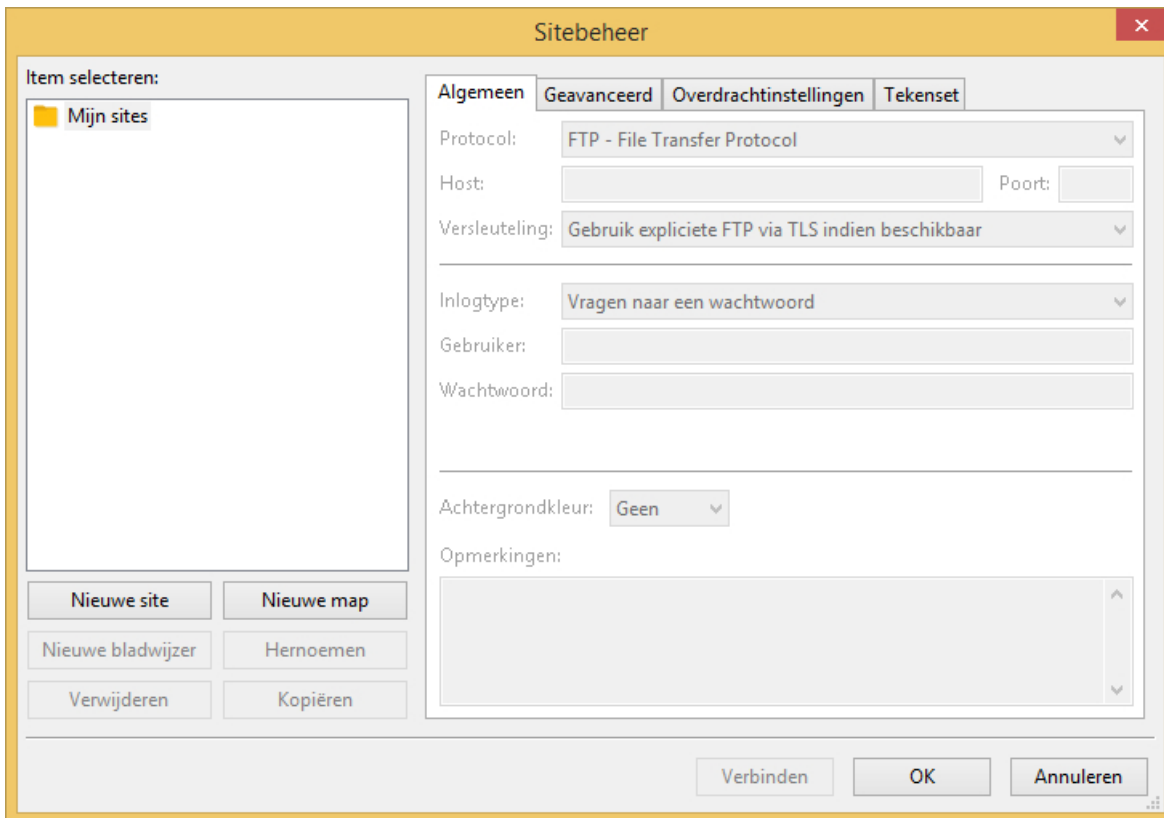 Sitebeheer
Item selecteren:
Mijn sites
Nieuwe site
Nieuwe map
Nieuwe bladwijzer
Hernoemen
Verwijderen
Kopiëren
Algemeen
Geavanceerd
Overdrachtinstellingen
Tekenset
Protocol: FTP - File Transfer Protocol
Host:
Poort:
Versleuteling: Gebruik expliciete FTP via TLS indien beschikbaar
Inlogtype: Vragen naar een wachtwoord
Gebruiker:
Wachtwoord:
Achtergrondkleur: Geen
Opmerkingen:
Verbinden
OK
Annuleren